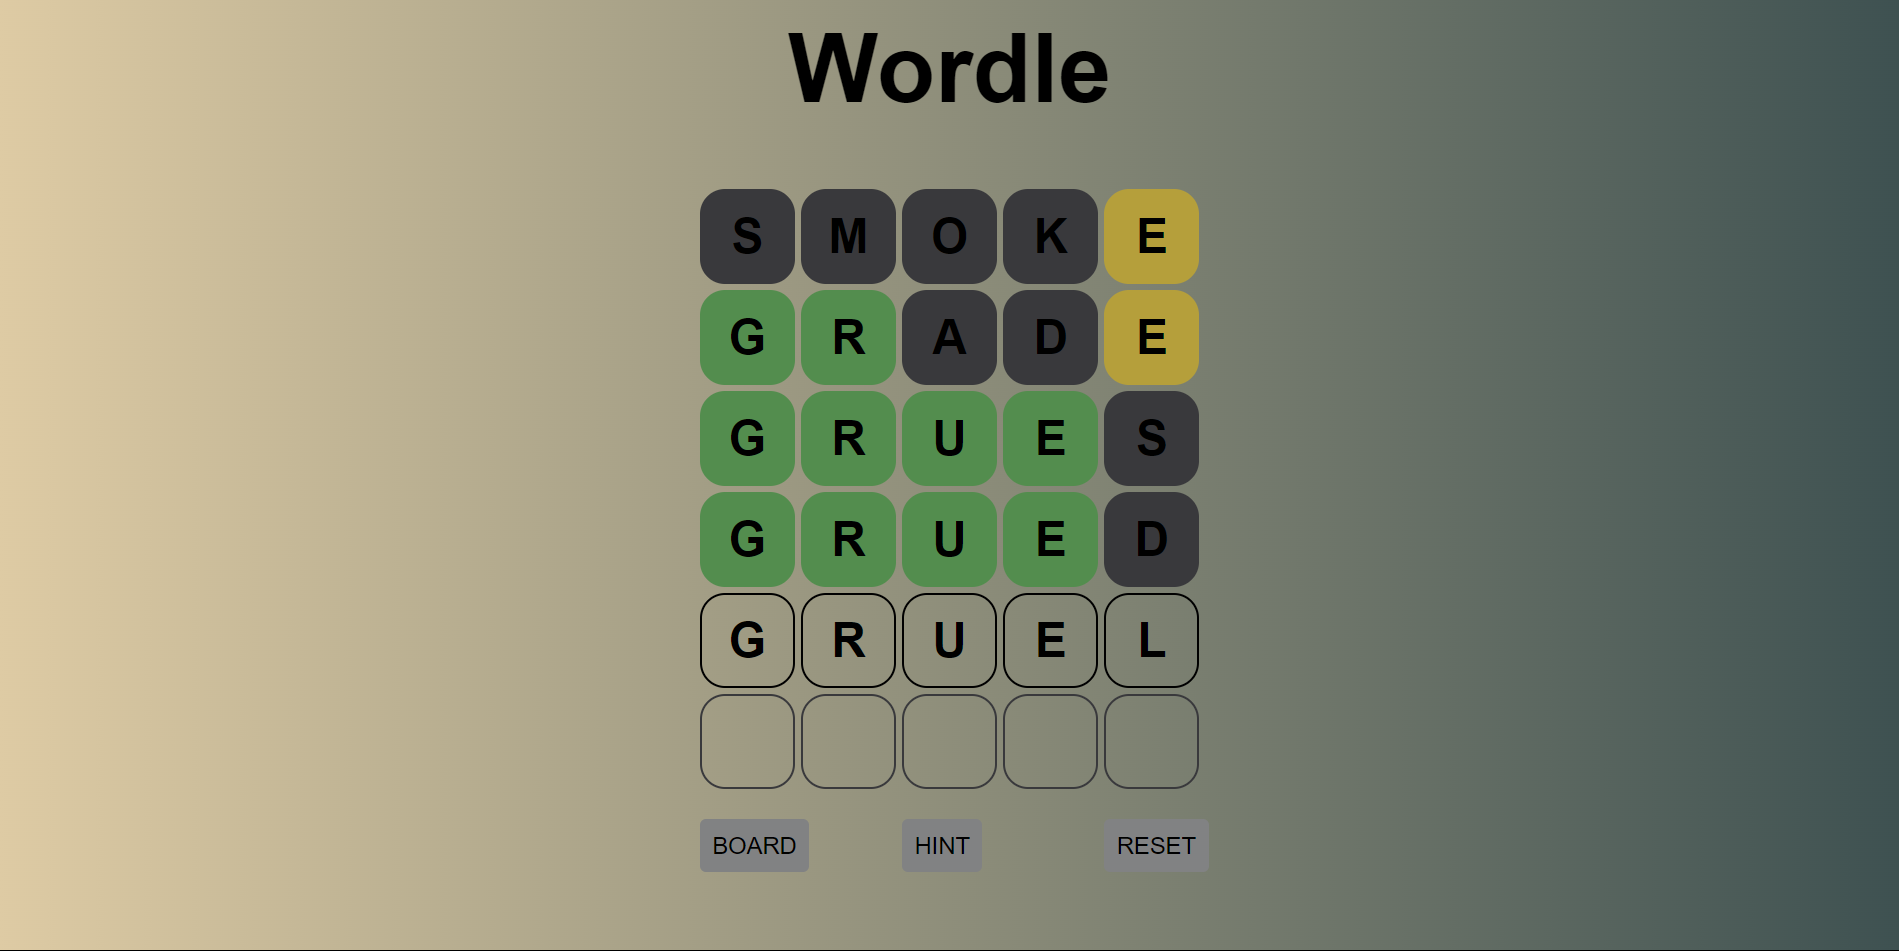 Wordle
S M O K E
G R A D E
G R U E S
G R U E D
G R U E L
BOARD HINT RESET